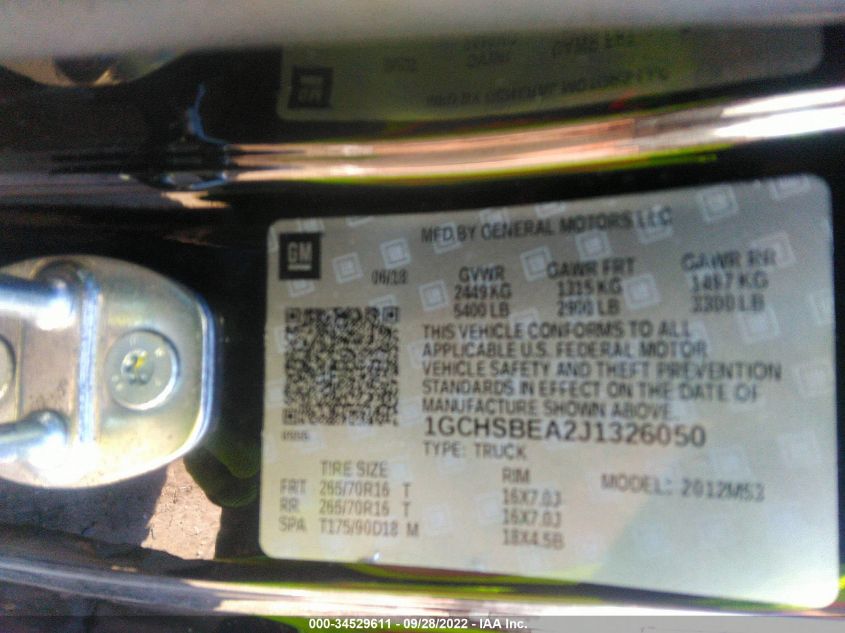 GM
MFD BY GENERAL MOTORS LLC
06/18
GVWR GAWR FRT GAWR RR
2449 KG 1315 KG 1497 KG
5400 LB 2900 LB 3300 LB
THIS VEHICLE CONFORMS TO ALL
APPLICABLE U.S. FEDERAL MOTOR
VEHICLE SAFETY AND THEFT PREVENTION
STANDARDS IN EFFECT ON THE DATE OF
MANUFACTURE SHOWN ABOVE.
1GCHSBEA2J1326050
TYPE: TRUCK
TIRE SIZE RIM MODEL:
FRT 265/70R16 T 16X7.0J
RR 265/70R16 T 16X7.0J
SPA T175/90D18 M 18X4.5B
000-34529611 - 09/28/2022 - IAA Inc.